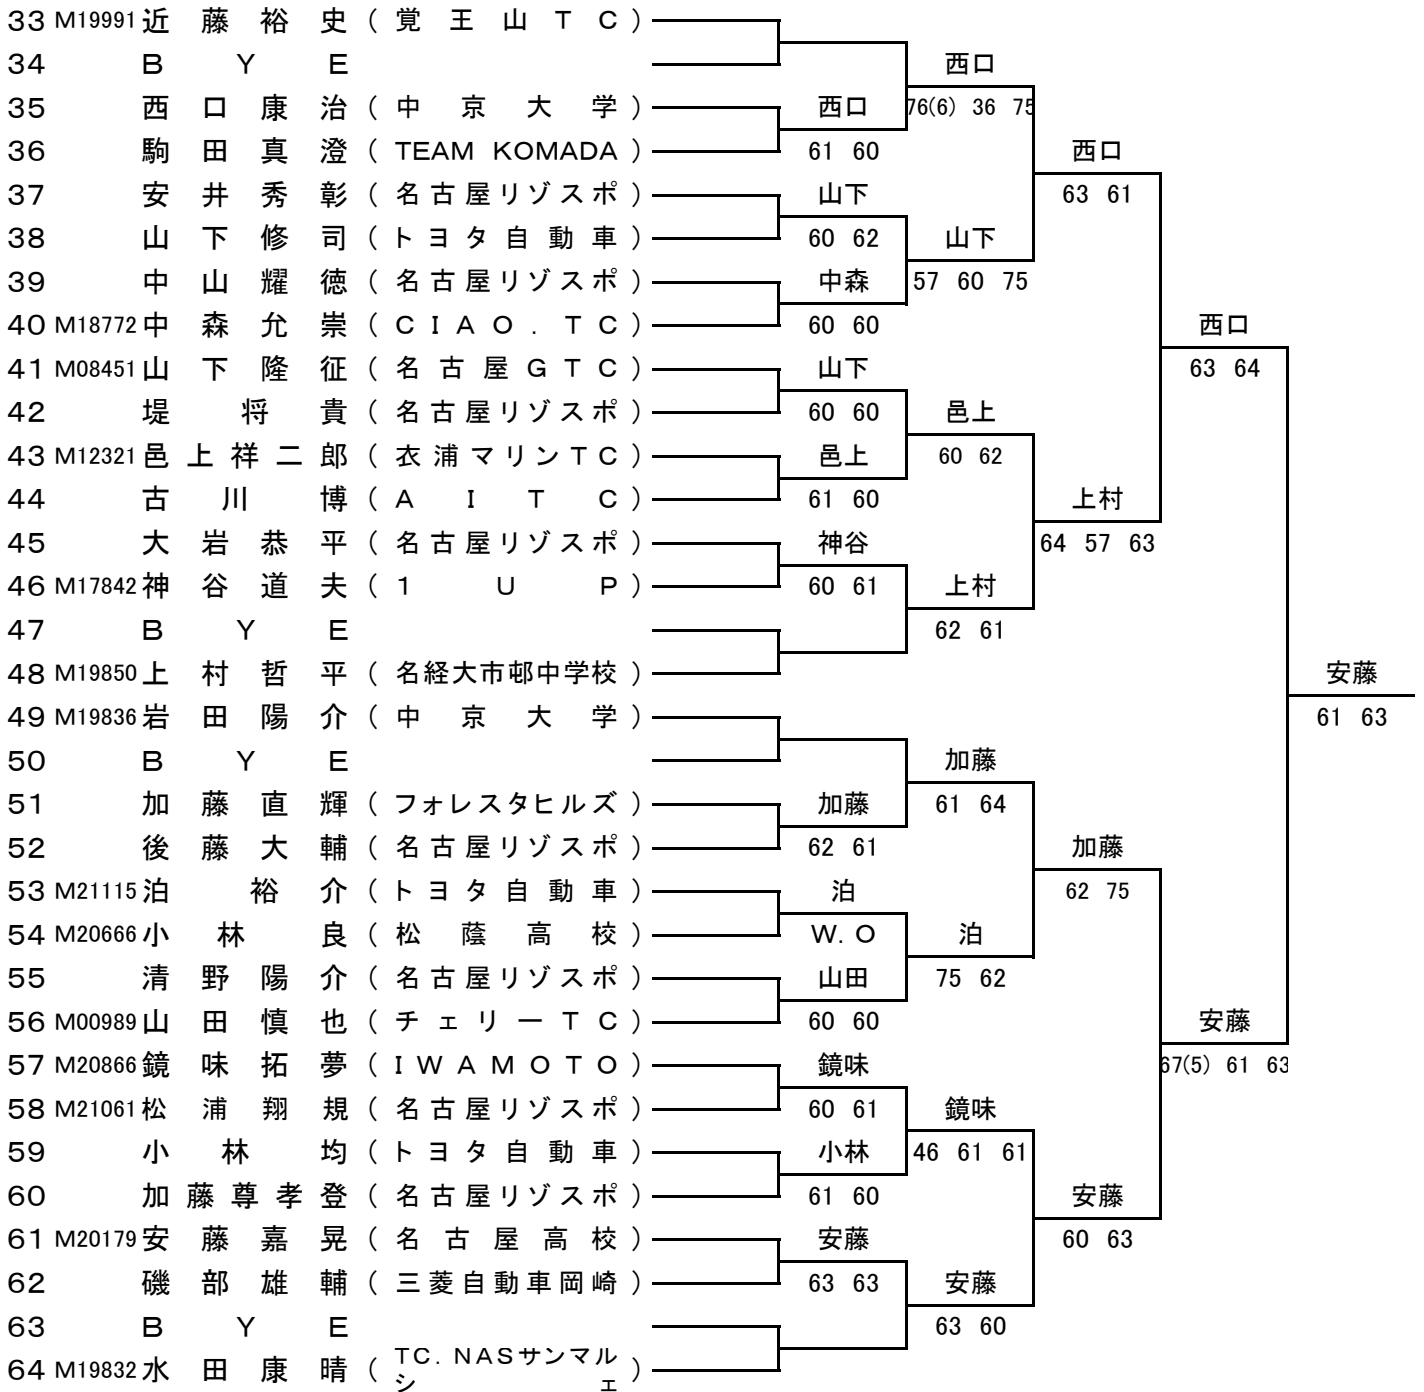 33 M19991 近藤裕史 (覚王山TC)
34 BYE 西口
35 西口康治 (中京大学) 西口 76(6) 36 75
36 駒田真澄 (TEAM KOMADA) 61 60 西口
37 安井秀彰 (名古屋リゾスポ) 山下 63 61
38 山下修司 (トヨタ自動車) 60 62 山下
39 中山耀徳 (名古屋リゾスポ) 中森 57 60 75
40 M18772 中森允崇 (CIAO.TC) 60 60 西口
41 M08451 山下隆征 (名古屋GTC) 山下 63 64
42 堤将貴 (名古屋リゾスポ) 60 60 邑上
43 M12321 邑上祥二郎 (衣浦マリンTC) 邑上 60 62
44 古川博 (AITC) 61 60 上村
45 大岩恭平 (名古屋リゾスポ) 神谷 64 57 63
46 M17842 神谷道夫 (1UP) 60 61 上村
47 BYE 62 61
48 M19850 上村哲平 (名経大市邨中学校) 安藤
49 M19836 岩田陽介 (中京大学) 61 63
50 BYE 加藤
51 加藤直輝 (フォレスタヒルズ) 加藤 61 64
52 後藤大輔 (名古屋リゾスポ) 62 61 加藤
53 M21115 泊裕介 (トヨタ自動車) 泊 62 75
54 M20666 小林良 (松蔭高校) W.O 泊
55 清野陽介 (名古屋リゾスポ) 山田 75 62
56 M00989 山田慎也 (チェリーTC) 60 60 安藤
57 M20866 鏡味拓夢 (IWAMOTO) 鏡味 67(5) 61 63
58 M21061 松浦翔規 (名古屋リゾスポ) 60 61 鏡味
59 小林均 (トヨタ自動車) 小林 46 61 61
60 加藤尊孝登 (名古屋リゾスポ) 61 60 安藤
61 M20179 安藤嘉晃 (名古屋高校) 安藤 60 63
62 磯部雄輔 (三菱自動車岡崎) 63 63 安藤
63 BYE 63 60
64 M19832 水田康晴 (TC.NASサンマルシェ)